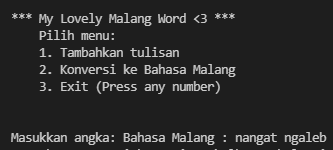 *** My Lovely Malang Word <3 ***
Pilih menu:
1. Tambahkan tulisan
2. Konversi ke Bahasa Malang
3. Exit (Press any number)
Masukkan angka: Bahasa Malang : nangat ngaleb